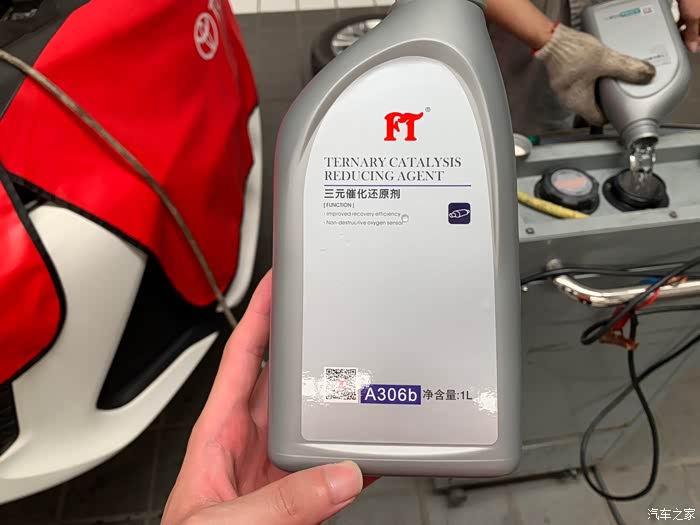 FT®
TERNARY CATALYSIS
REDUCING AGENT
三元催化还原剂
[ FUNCTION ]
· Improved recovery efficiency
· Non-destructive oxygen sensor
A306b 净含量:1L
汽车之家